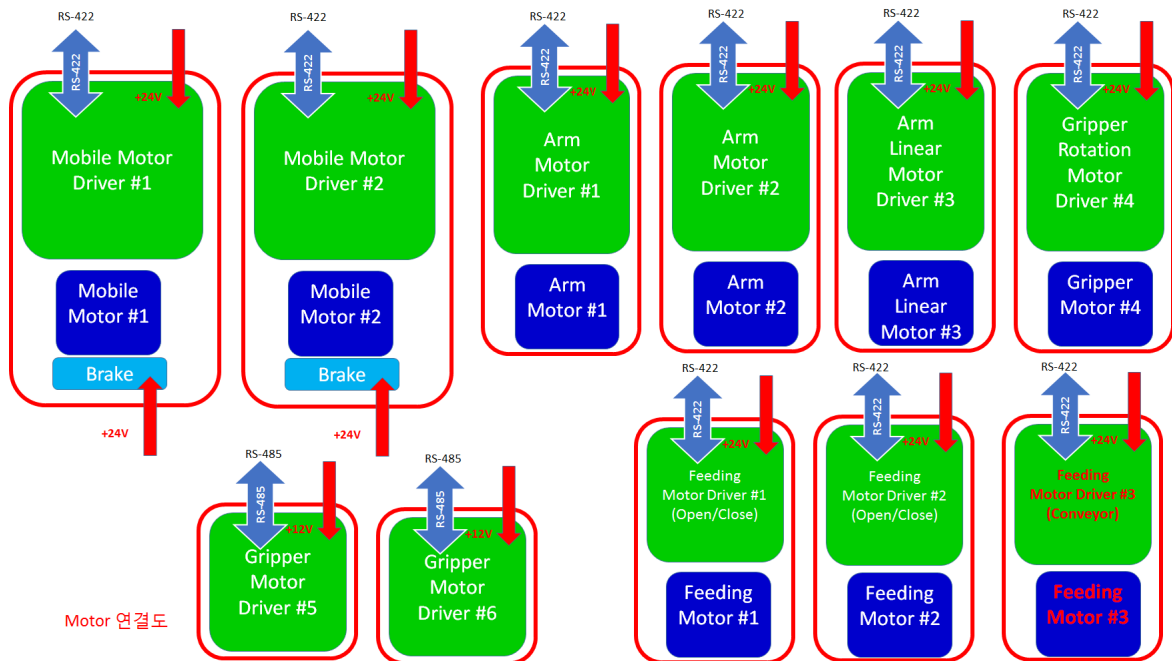 RS-422
RS-422
+24V
Mobile Motor
Driver #1
Mobile
Motor #1
Brake
+24V
RS-422
RS-422
+24V
Mobile Motor
Driver #2
Mobile
Motor #2
Brake
+24V
RS-422
RS-422
+24V
Arm
Motor
Driver #1
Arm
Motor #1
RS-422
RS-422
+24V
Arm
Motor
Driver #2
Arm
Motor #2
RS-422
RS-422
+24V
Arm
Linear
Motor
Driver #3
Arm
Linear
Motor #3
RS-422
RS-422
+24V
Gripper
Rotation
Motor
Driver #4
Gripper
Motor #4
RS-485
RS-485
+12V
Gripper
Motor
Driver #5
RS-485
RS-485
+12V
Gripper
Motor
Driver #6
RS-422
RS-422
+24V
Feeding
Motor Driver #1
(Open/Close)
Feeding
Motor #1
RS-422
RS-422
+24V
Feeding
Motor Driver #2
(Open/Close)
Feeding
Motor #2
RS-422
RS-422
+24V
Feeding
Motor Driver #3
(Conveyor)
Feeding
Motor #3
Motor 연결도